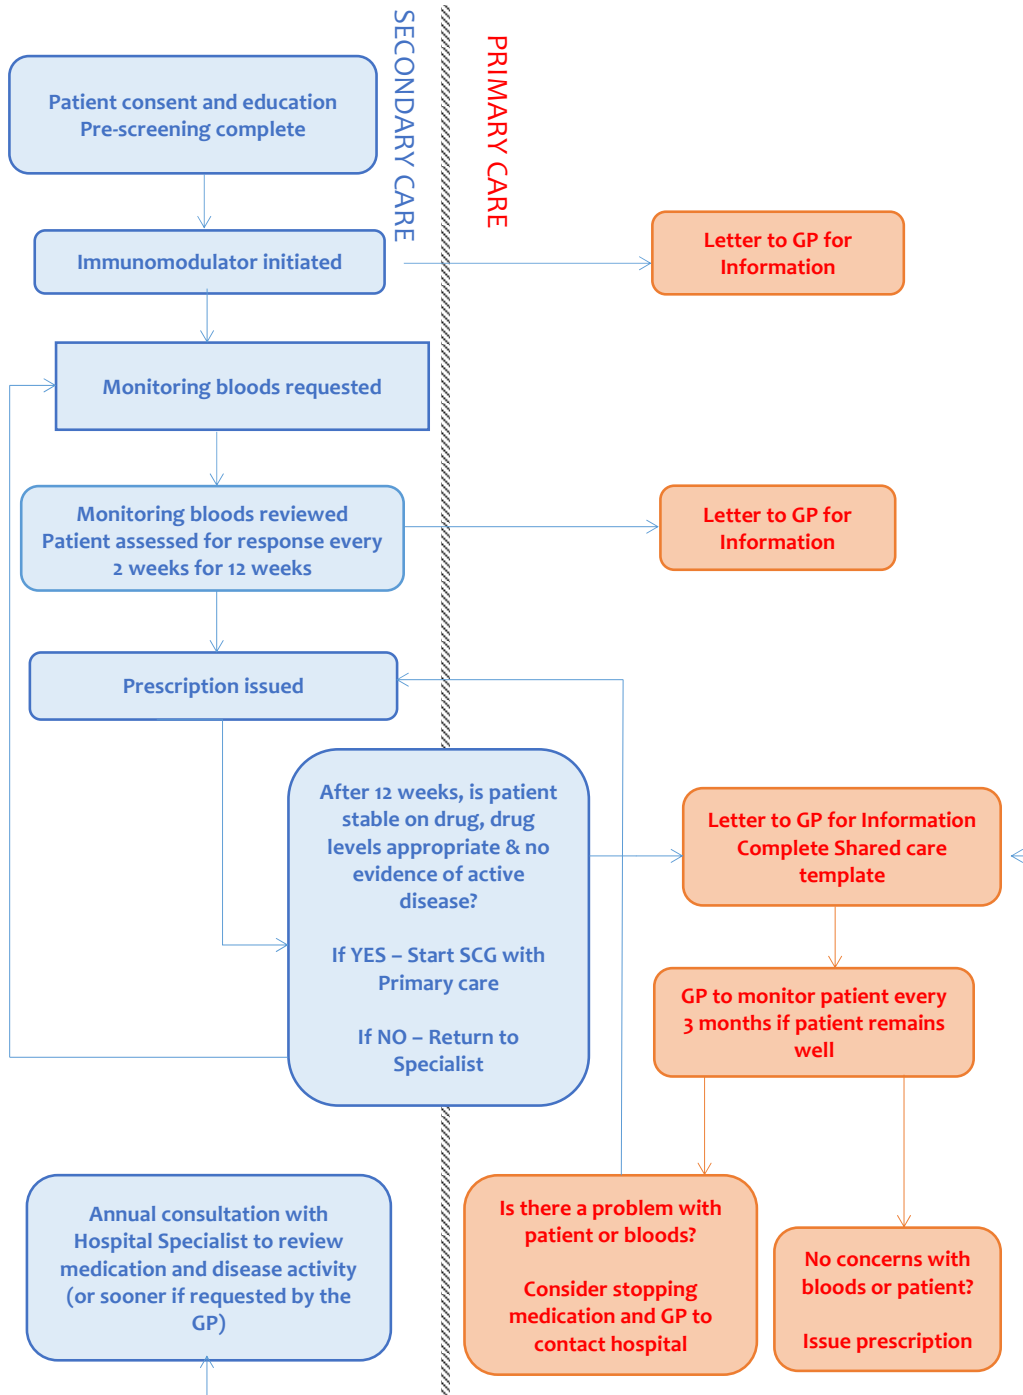 SECONDARY CARE
PRIMARY CARE
Patient consent and education
Pre-screening complete
Immunomodulator initiated
Letter to GP for
Information
Monitoring bloods requested
Monitoring bloods reviewed
Patient assessed for response every
2 weeks for 12 weeks
Letter to GP for
Information
Prescription issued
After 12 weeks, is patient
stable on drug, drug
levels appropriate & no
evidence of active
disease?
If YES – Start SCG with
Primary care
If NO – Return to
Specialist
Letter to GP for Information
Complete Shared care
template
GP to monitor patient every
3 months if patient remains
well
Annual consultation with
Hospital Specialist to review
medication and disease activity
(or sooner if requested by the
GP)
Is there a problem with
patient or bloods?
Consider stopping
medication and GP to
contact hospital
No concerns with
bloods or patient?
Issue prescription